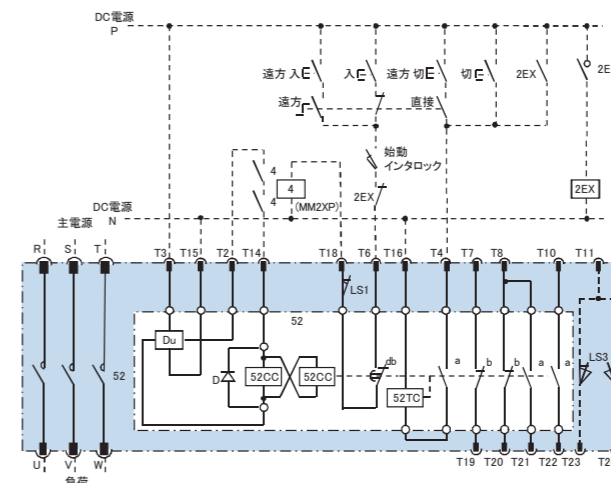 DC電源
P
遠方 入
入
遠方 切
切
2EX
2E
遠方
直接
始動
インタロック
4
4
4
(MM2XP)
2EX
2EX
DC電源
N
主電源
R S T T3 T15 T2 T14 T18 T6 T16 T4 T7 T8 T10 T11
LS1
52
Du
52
D
52CC
52CC
db
a
b
b
a
a
LS3
52TC
U V W T19 T20 T21 T22 T23 T2
負荷